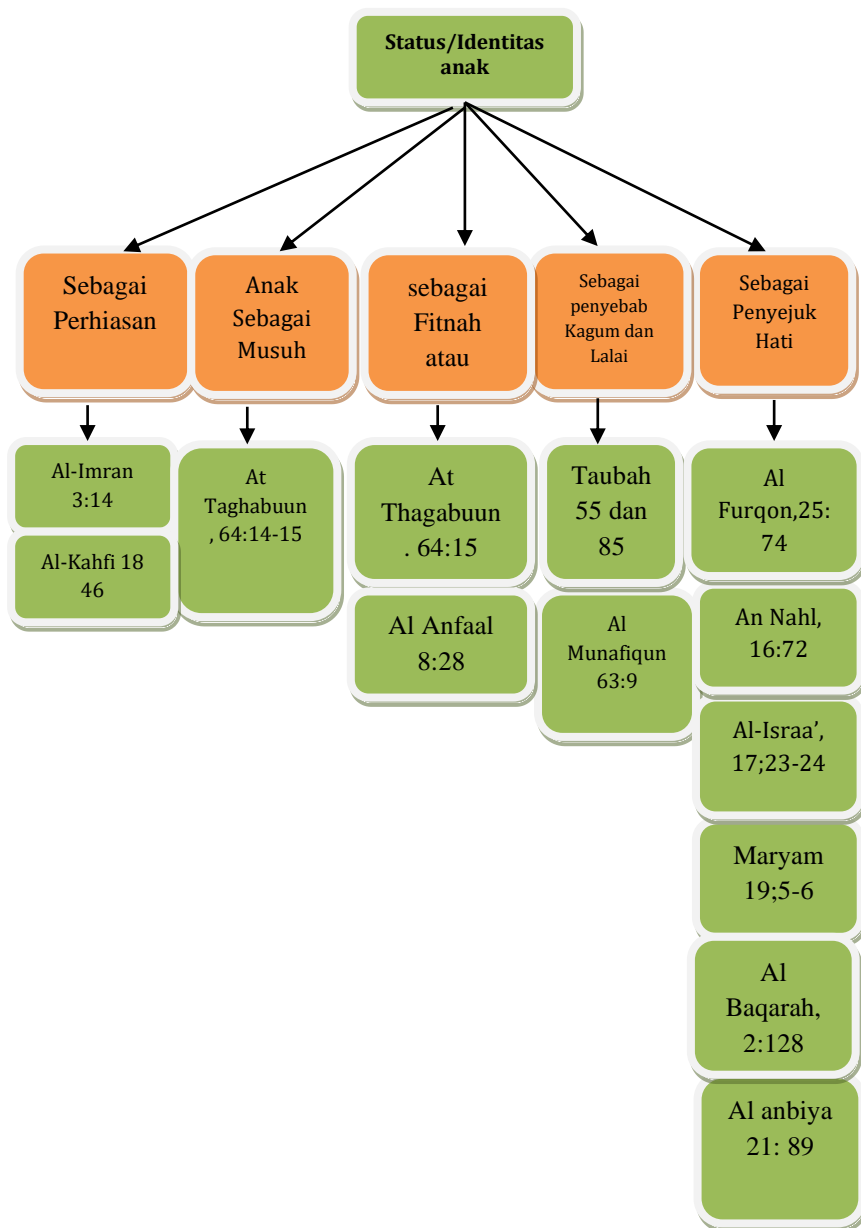 Status/Identitas
anak
Sebagai
Perhiasan
Anak
Sebagai
Musuh
sebagai
Fitnah
atau
Sebagai
penyebab
Kagum dan
Lalai
Sebagai
Penyejuk
Hati
Al-Imran
3:14
Al-Kahfi 18
46
At
Taghabuun
, 64:14-15
At
Thagabuun
. 64:15
Al Anfaal
8:28
Taubah
55 dan
85
Al
Munafiqun
63:9
Al
Furqon,25:
74
An Nahl,
16:72
Al-Israa’,
17;23-24
Maryam
19;5-6
Al
Baqarah,
2:128
Al anbiya
21: 89